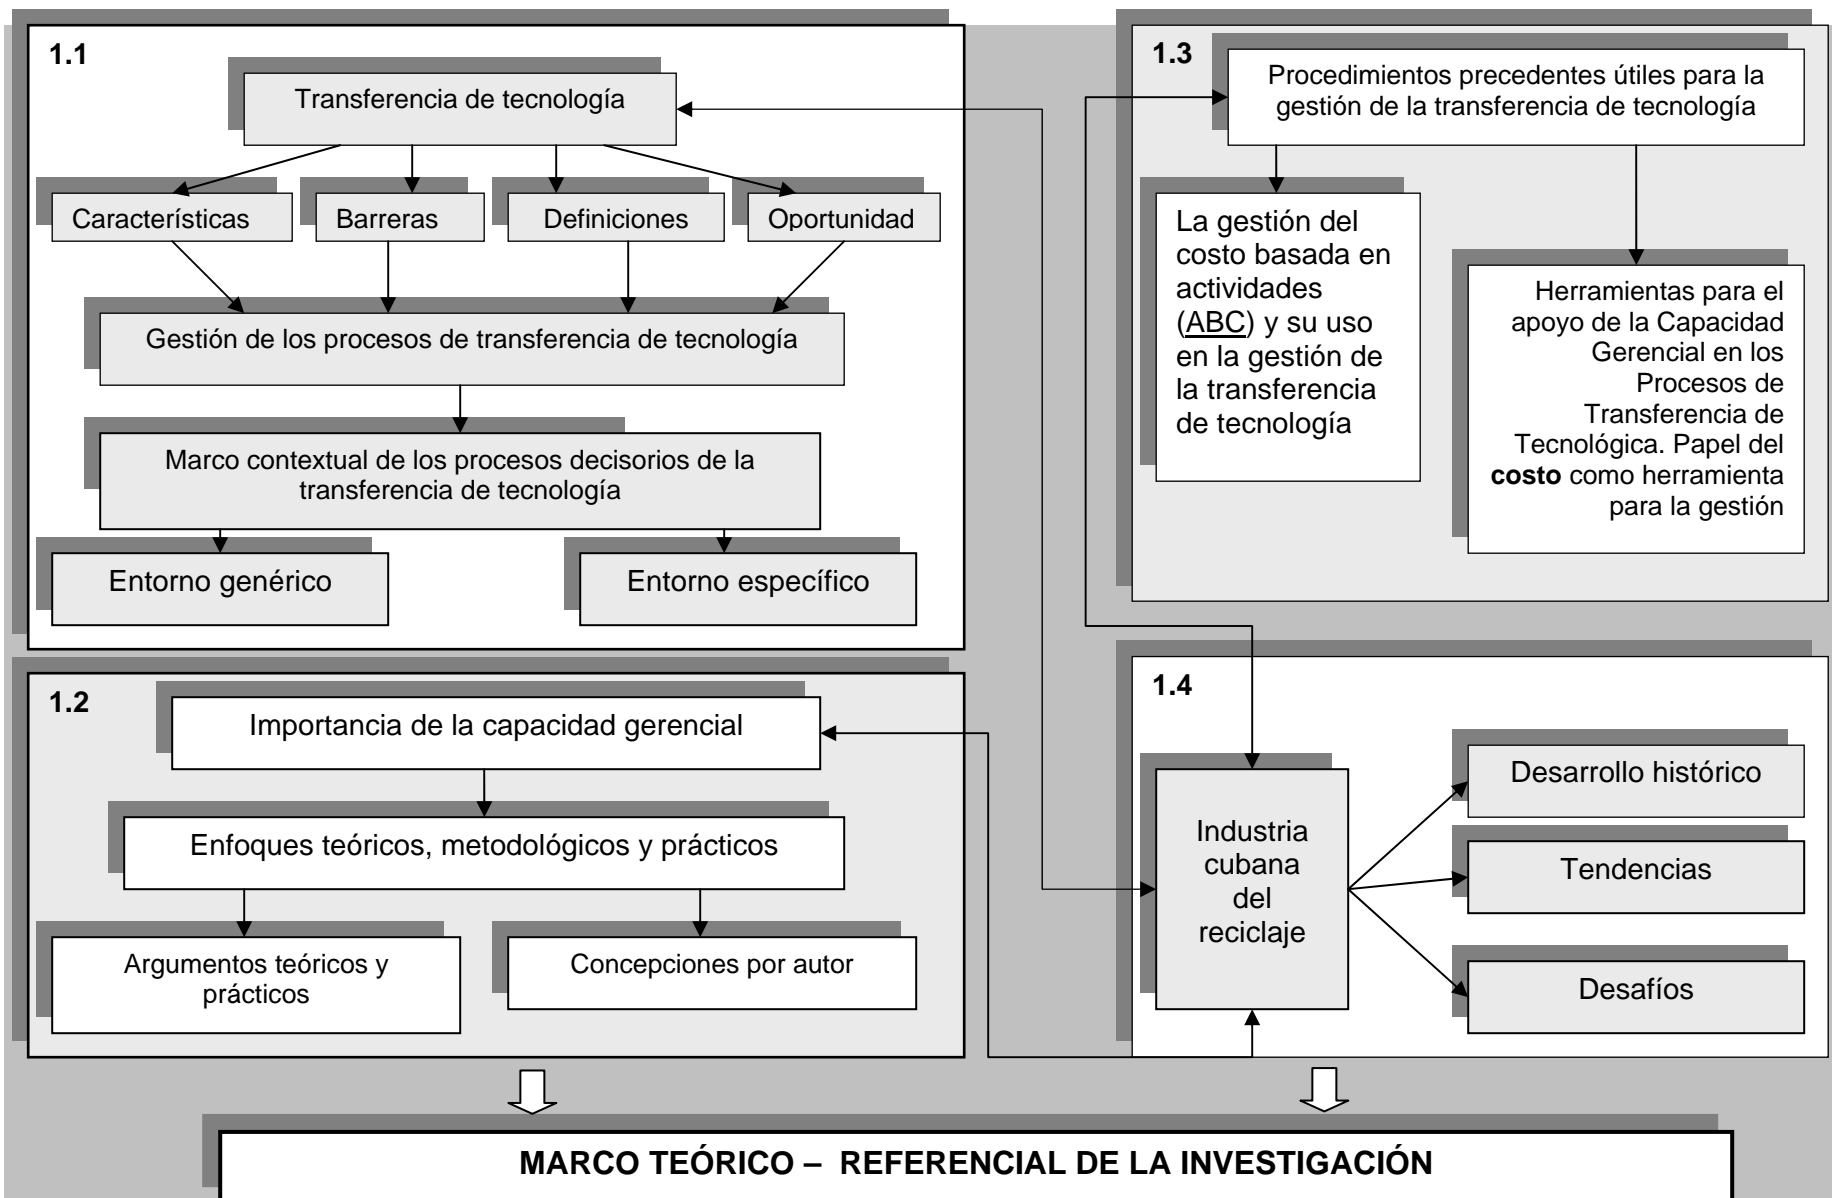 1.1
Transferencia de tecnología
Características
Barreras
Definiciones
Oportunidad
Gestión de los procesos de transferencia de tecnología
Marco contextual de los procesos decisorios de la
transferencia de tecnología
Entorno genérico
Entorno específico
1.2
Importancia de la capacidad gerencial
Enfoques teóricos, metodológicos y prácticos
Argumentos teóricos y
prácticos
Concepciones por autor
1.3
Procedimientos precedentes útiles para la
gestión de la transferencia de tecnología
La gestión del
costo basada en
actividades
(ABC) y su uso
en la gestión de
la transferencia
de tecnología
Herramientas para el
apoyo de la Capacidad
Gerencial en los
Procesos de
Transferencia de
Tecnológica. Papel del
costo como herramienta
para la gestión
1.4
Industria
cubana
del
reciclaje
Desarrollo histórico
Tendencias
Desafíos
MARCO TEÓRICO – REFERENCIAL DE LA INVESTIGACIÓN